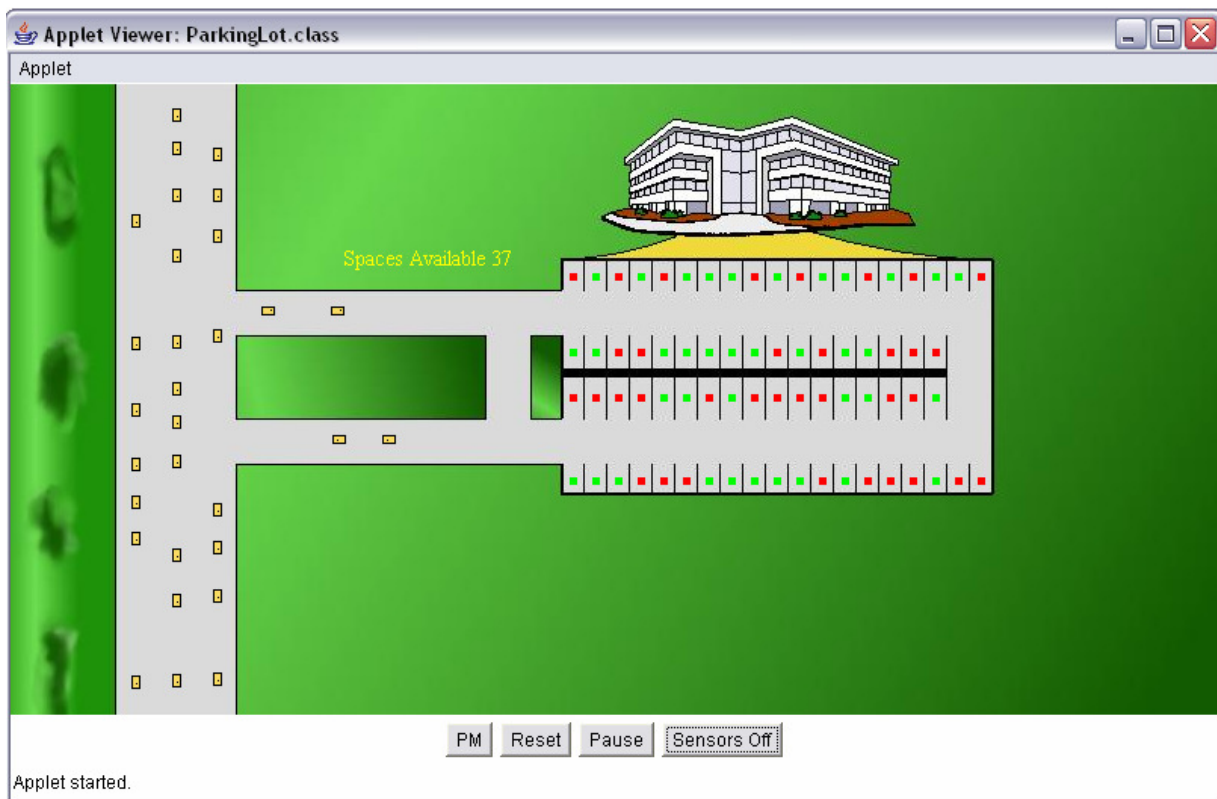 Applet Viewer: ParkingLot.class
Applet
Spaces Available 37
PM Reset Pause Sensors Off
Applet started.